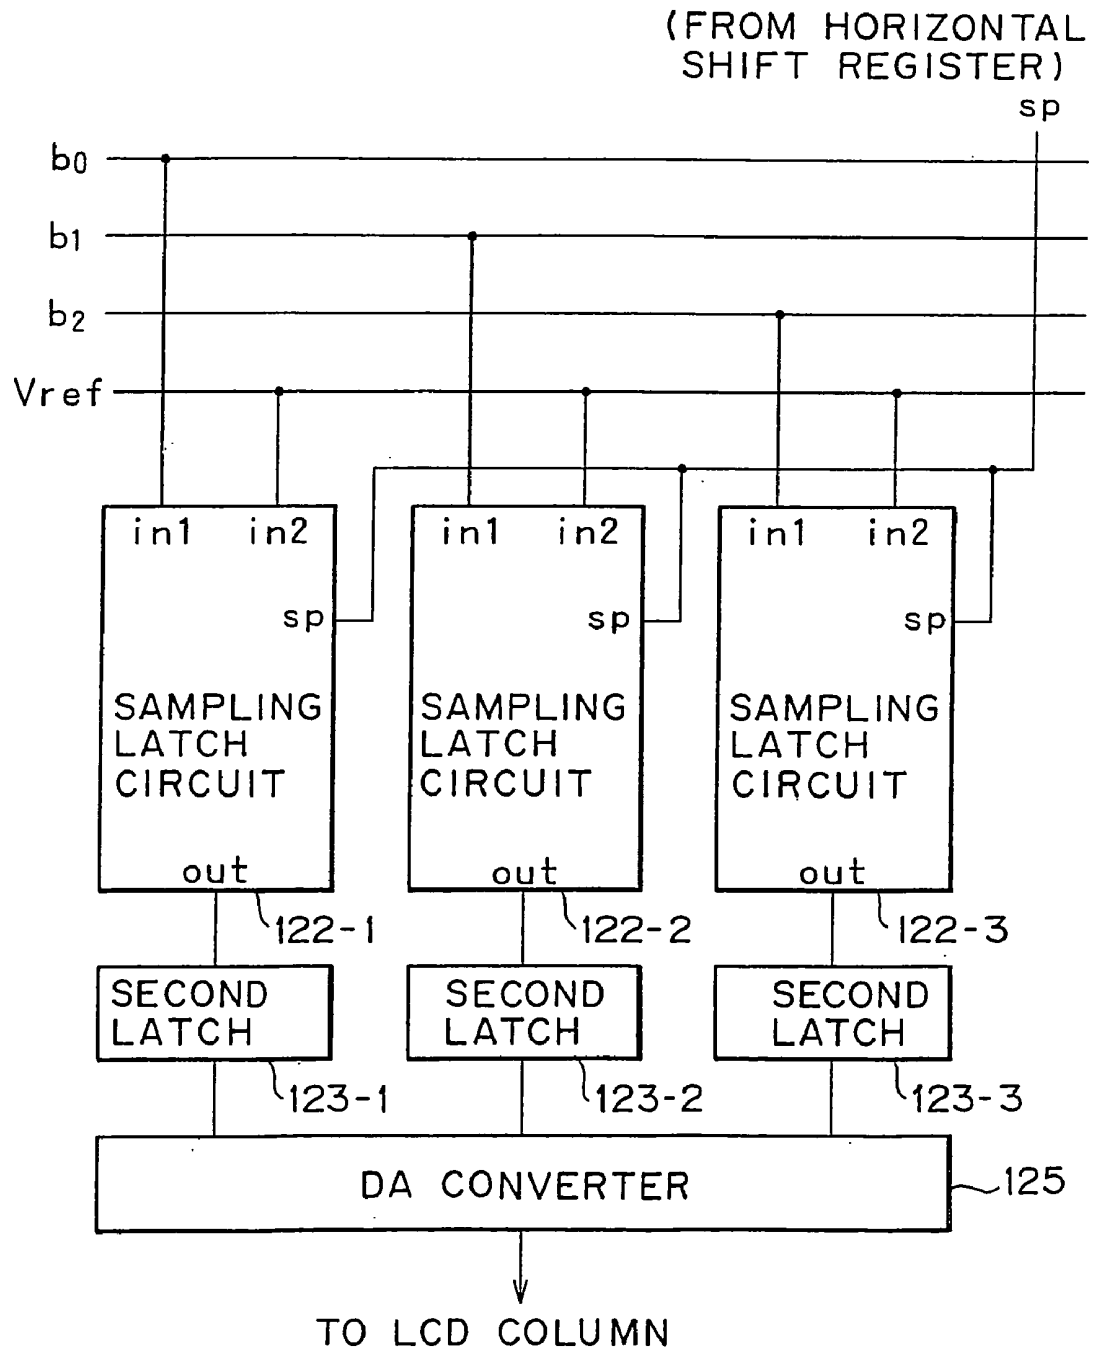 (FROM HORIZONTAL
SHIFT REGISTER)
sp
b0
b1
b2
Vref
in1 in2 in1 in2 in1 in2
sp sp sp
SAMPLING SAMPLING SAMPLING
LATCH LATCH LATCH
CIRCUIT CIRCUIT CIRCUIT
out out out
122-1 122-2 122-3
SECOND SECOND SECOND
LATCH LATCH LATCH
123-1 123-2 123-3
DA CONVERTER
125
TO LCD COLUMN